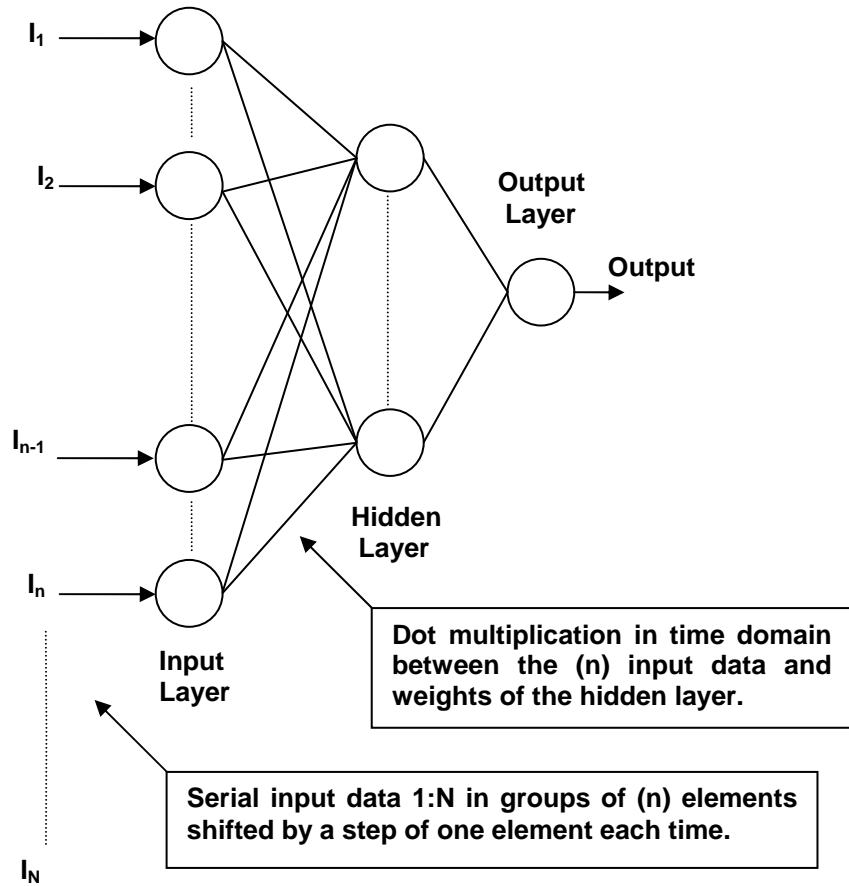 I1
I2
Output
Layer
Output
In-1
Hidden
Layer
In
Dot multiplication in time domain
between the (n) input data and
weights of the hidden layer.
Input
Layer
Serial input data 1:N in groups of (n) elements
shifted by a step of one element each time.
IN